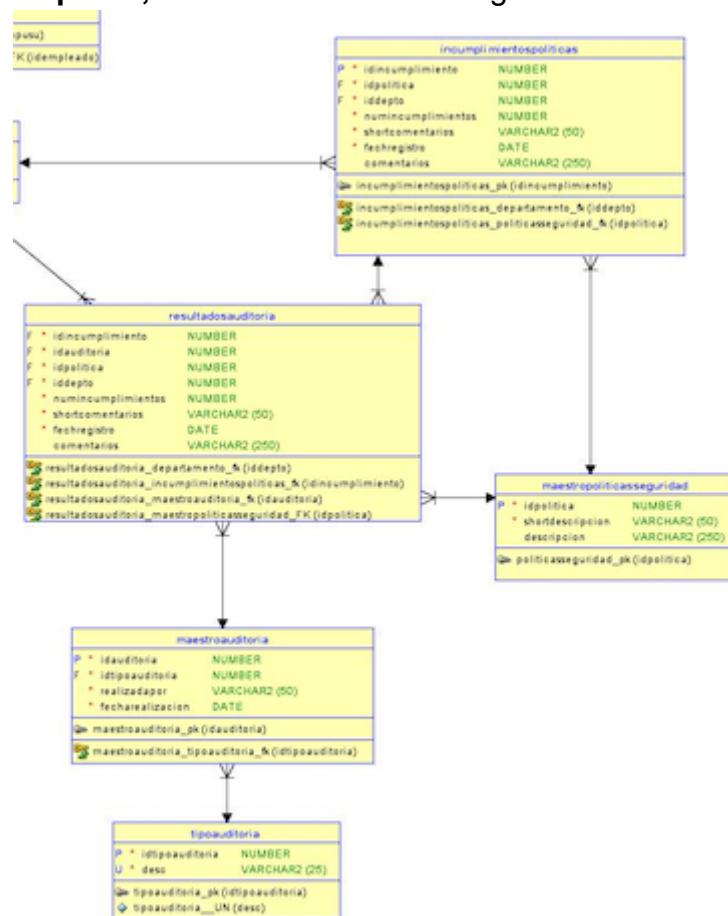 opusu)
FK (idempleado)
incumplimientospoliticas
P * idincumplimiento NUMBER
F * idpolitica NUMBER
F * iddepto NUMBER
* numincumplimientos NUMBER
* shortcomentarios VARCHAR2 (50)
* fechregistro DATE
comentarios VARCHAR2 (250)
incumplimientospoliticas_pk (idincumplimiento)
incumplimientospoliticas_departamento_fk (iddepto)
incumplimientospoliticas_politicasseguridad_fk (idpolitica)
resultadosauditoria
F * idincumplimiento NUMBER
F * idauditoria NUMBER
F * idpolitica NUMBER
F * iddepto NUMBER
* numincumplimientos NUMBER
* shortcomentarios VARCHAR2 (50)
* fechregistro DATE
comentarios VARCHAR2 (250)
resultadosauditoria_departamento_fk (iddepto)
resultadosauditoria_incumplimientospoliticas_fk (idincumplimiento)
resultadosauditoria_maestroauditoria_fk (idauditoria)
resultadosauditoria_maestropoliticasseguridad_FK (idpolitica)
maestropoliticasseguridad
P * idpolitica NUMBER
* shortdescripcion VARCHAR2 (50)
descripcion VARCHAR2 (250)
politicasseguridad_pk (idpolitica)
maestroauditoria
P * idauditoria NUMBER
F * idtipoauditoria NUMBER
* realizadapor VARCHAR2 (50)
* fecharealizacion DATE
maestroauditoria_pk (idauditoria)
maestroauditoria_tipoauditoria_fk (idtipoauditoria)
tipoauditoria
P * idtipoauditoria NUMBER
U * desc VARCHAR2 (25)
tipoauditoria_pk (idtipoauditoria)
tipoauditoria__UN (desc)